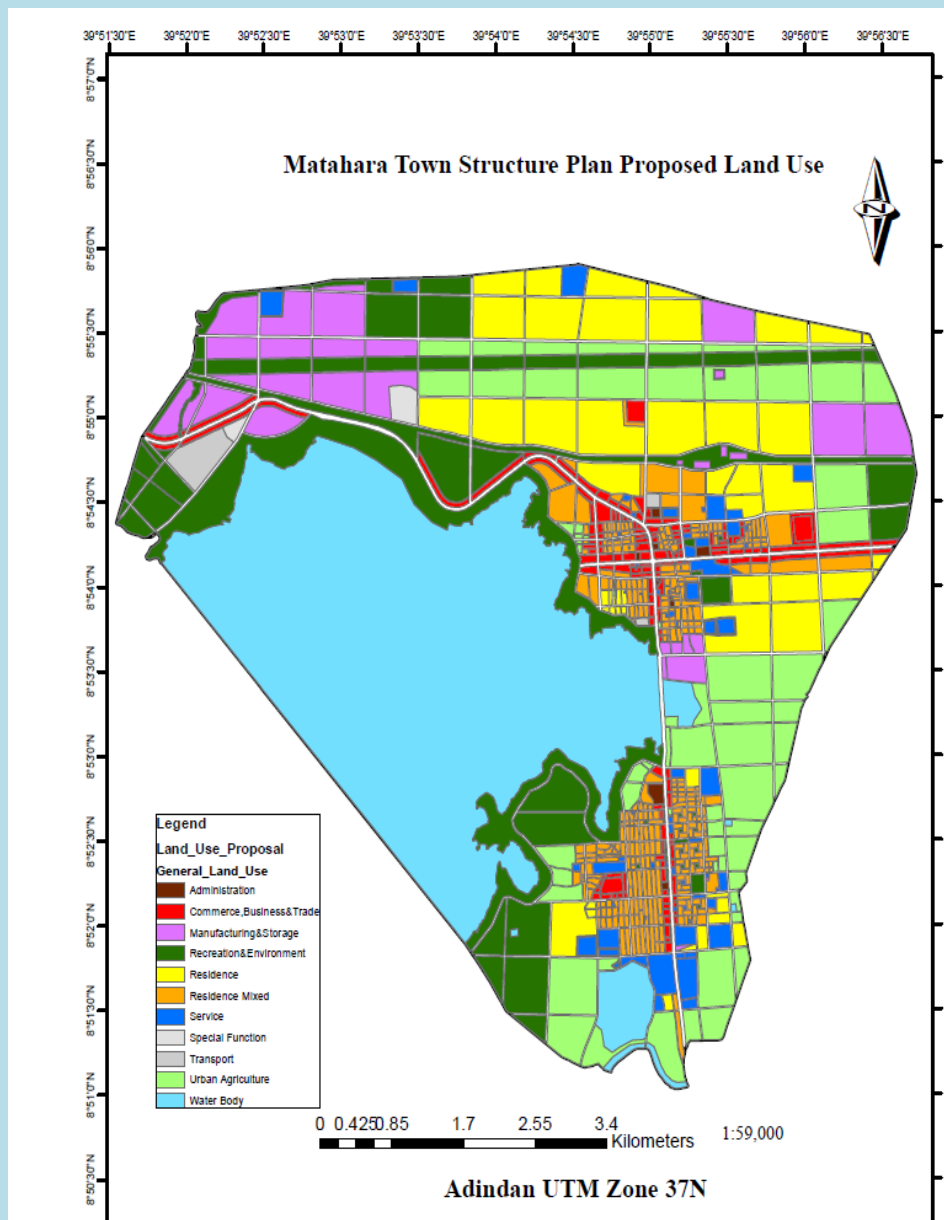 39°51'30"E 39°52'0"E 39°52'30"E 39°53'0"E 39°53'30"E 39°54'0"E 39°54'30"E 39°55'0"E 39°55'30"E 39°56'0"E 39°56'30"E
8°57'0"N
8°56'30"N
8°56'0"N
8°55'30"N
8°55'0"N
8°54'30"N
8°54'0"N
8°53'30"N
8°53'0"N
8°52'30"N
8°52'0"N
8°51'30"N
8°51'0"N
8°50'30"N
Matahara Town Structure Plan Proposed Land Use
N
Legend
Land_Use_Proposal
General_Land_Use
Administration
Commerce,Business&Trade
Manufacturing&Storage
Recreation&Environment
Residence
Residence Mixed
Service
Special Function
Transport
Urban Agriculture
Water Body
0 0.4250.85 1.7 2.55 3.4
Kilometers
1:59,000
Adindan UTM Zone 37N